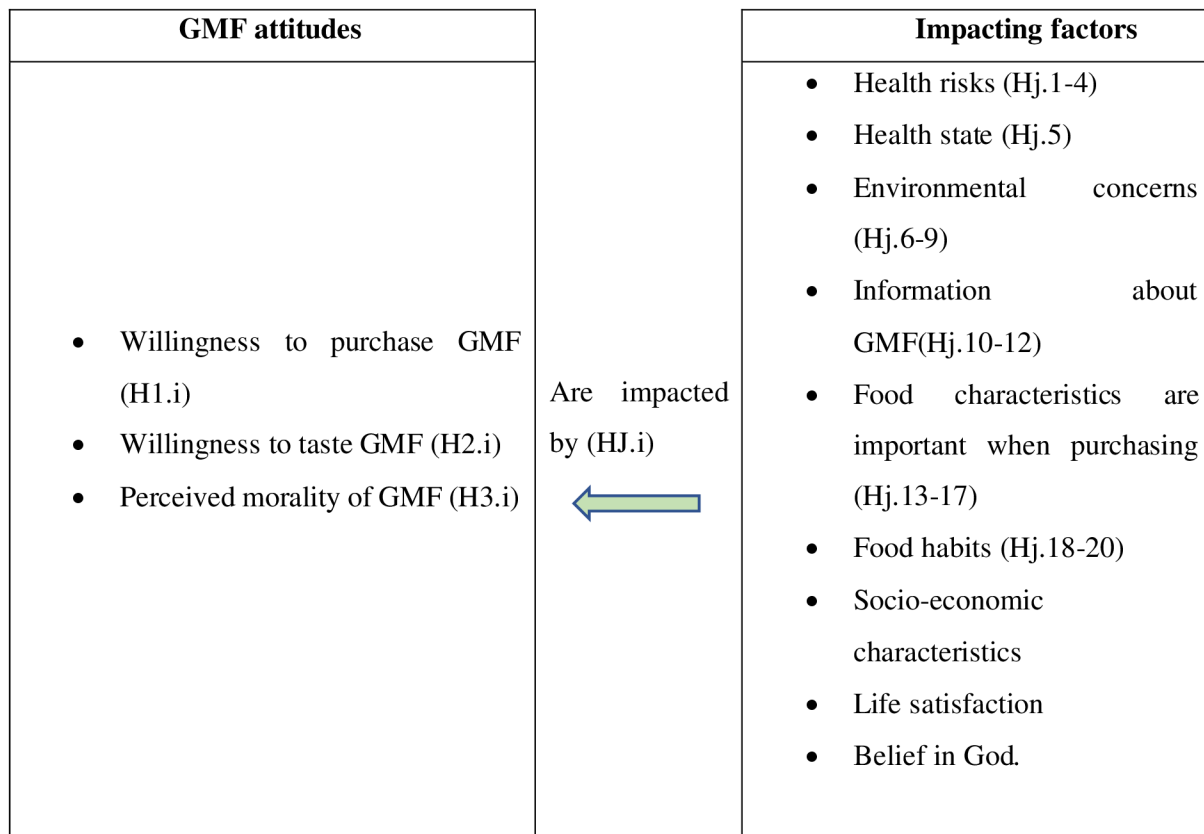 GMF attitudes
• Willingness to purchase GMF
(H1.i)
• Willingness to taste GMF (H2.i)
• Perceived morality of GMF (H3.i)
Are impacted
by (HJ.i)
Impacting factors
• Health risks (Hj.1-4)
• Health state (Hj.5)
• Environmental concerns
(Hj.6-9)
• Information about
GMF(Hj.10-12)
• Food characteristics are
important when purchasing
(Hj.13-17)
• Food habits (Hj.18-20)
• Socio-economic
characteristics
• Life satisfaction
• Belief in God.